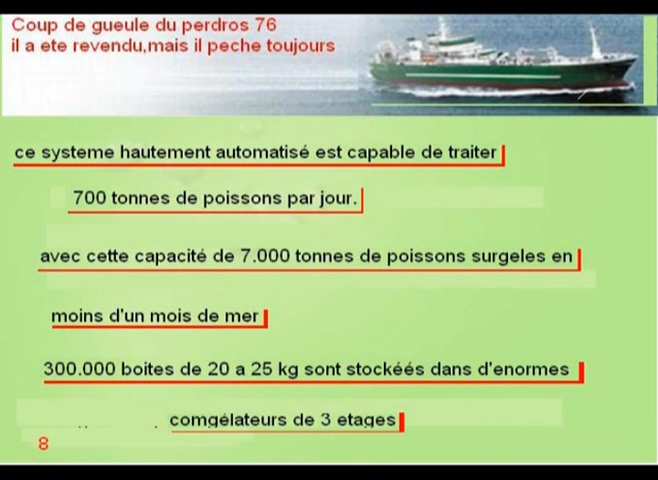 Coup de gueule du perdros 76
il a ete revendu,mais il peche toujours
ce systeme hautement automatisé est capable de traiter
700 tonnes de poissons par jour.
avec cette capacité de 7.000 tonnes de poissons surgeles en
moins d'un mois de mer
300.000 boites de 20 a 25 kg sont stockéés dans d'enormes
comgélateurs de 3 etages
8